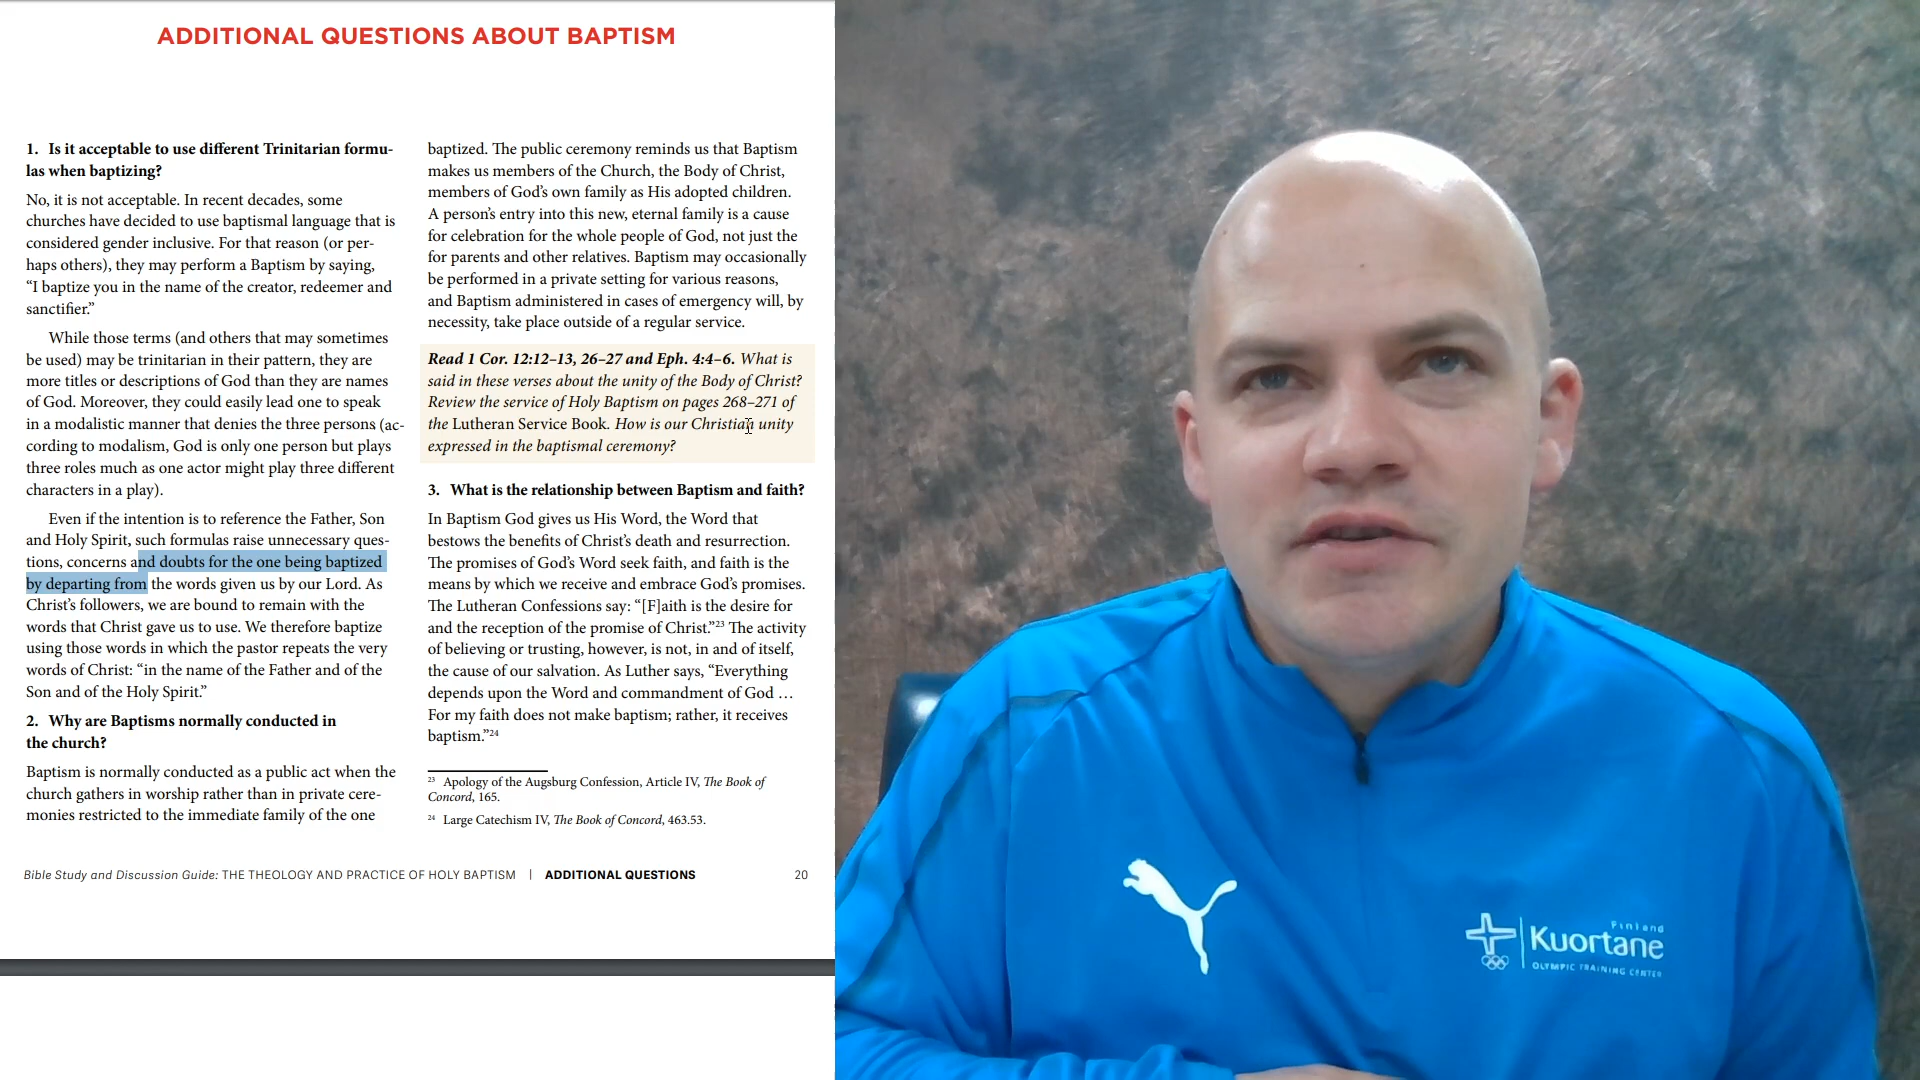 ADDITIONAL QUESTIONS ABOUT BAPTISM
1. Is it acceptable to use different Trinitarian formu-
las when baptizing?
No, it is not acceptable. In recent decades, some
churches have decided to use baptismal language that is
considered gender inclusive. For that reason (or per-
haps others), they may perform a Baptism by saying,
“I baptize you in the name of the creator, redeemer and
sanctifier.”
While those terms (and others that may sometimes
be used) may be trinitarian in their pattern, they are
more titles or descriptions of God than they are names
of God. Moreover, they could easily lead one to speak
in a modalistic manner that denies the three persons (ac-
cording to modalism, God is only one person but plays
three roles much as one actor might play three different
characters in a play).
Even if the intention is to reference the Father, Son
and Holy Spirit, such formulas raise unnecessary ques-
tions, concerns and doubts for the one being baptized
by departing from the words given us by our Lord. As
Christ’s followers, we are bound to remain with the
words that Christ gave us to use. We therefore baptize
using those words in which the pastor repeats the very
words of Christ: “in the name of the Father and of the
Son and of the Holy Spirit.”
2. Why are Baptisms normally conducted in
the church?
Baptism is normally conducted as a public act when the
church gathers in worship rather than in private cere-
monies restricted to the immediate family of the one
baptized. The public ceremony reminds us that Baptism
makes us members of the Church, the Body of Christ,
members of God’s own family as His adopted children.
A person’s entry into this new, eternal family is a cause
for celebration for the whole people of God, not just the
for parents and other relatives. Baptism may occasionally
be performed in a private setting for various reasons,
and Baptism administered in cases of emergency will, by
necessity, take place outside of a regular service.
Read 1 Cor. 12:12–13, 26–27 and Eph. 4:4–6. What is
said in these verses about the unity of the Body of Christ?
Review the service of Holy Baptism on pages 268–271 of
the Lutheran Service Book. How is our Christian unity
expressed in the baptismal ceremony?
3. What is the relationship between Baptism and faith?
In Baptism God gives us His Word, the Word that
bestows the benefits of Christ’s death and resurrection.
The promises of God’s Word seek faith, and faith is the
means by which we receive and embrace God’s promises.
The Lutheran Confessions say: “[F]aith is the desire for
and the reception of the promise of Christ.”23 The activity
of believing or trusting, however, is not, in and of itself,
the cause of our salvation. As Luther says, “Everything
depends upon the Word and commandment of God …
For my faith does not make baptism; rather, it receives
baptism.”24
23 Apology of the Augsburg Confession, Article IV, The Book of
Concord, 165.
24 Large Catechism IV, The Book of Concord, 463.53.
Bible Study and Discussion Guide: THE THEOLOGY AND PRACTICE OF HOLY BAPTISM | ADDITIONAL QUESTIONS 20
Finland
Kuortane
OLYMPIC TRAINING CENTER